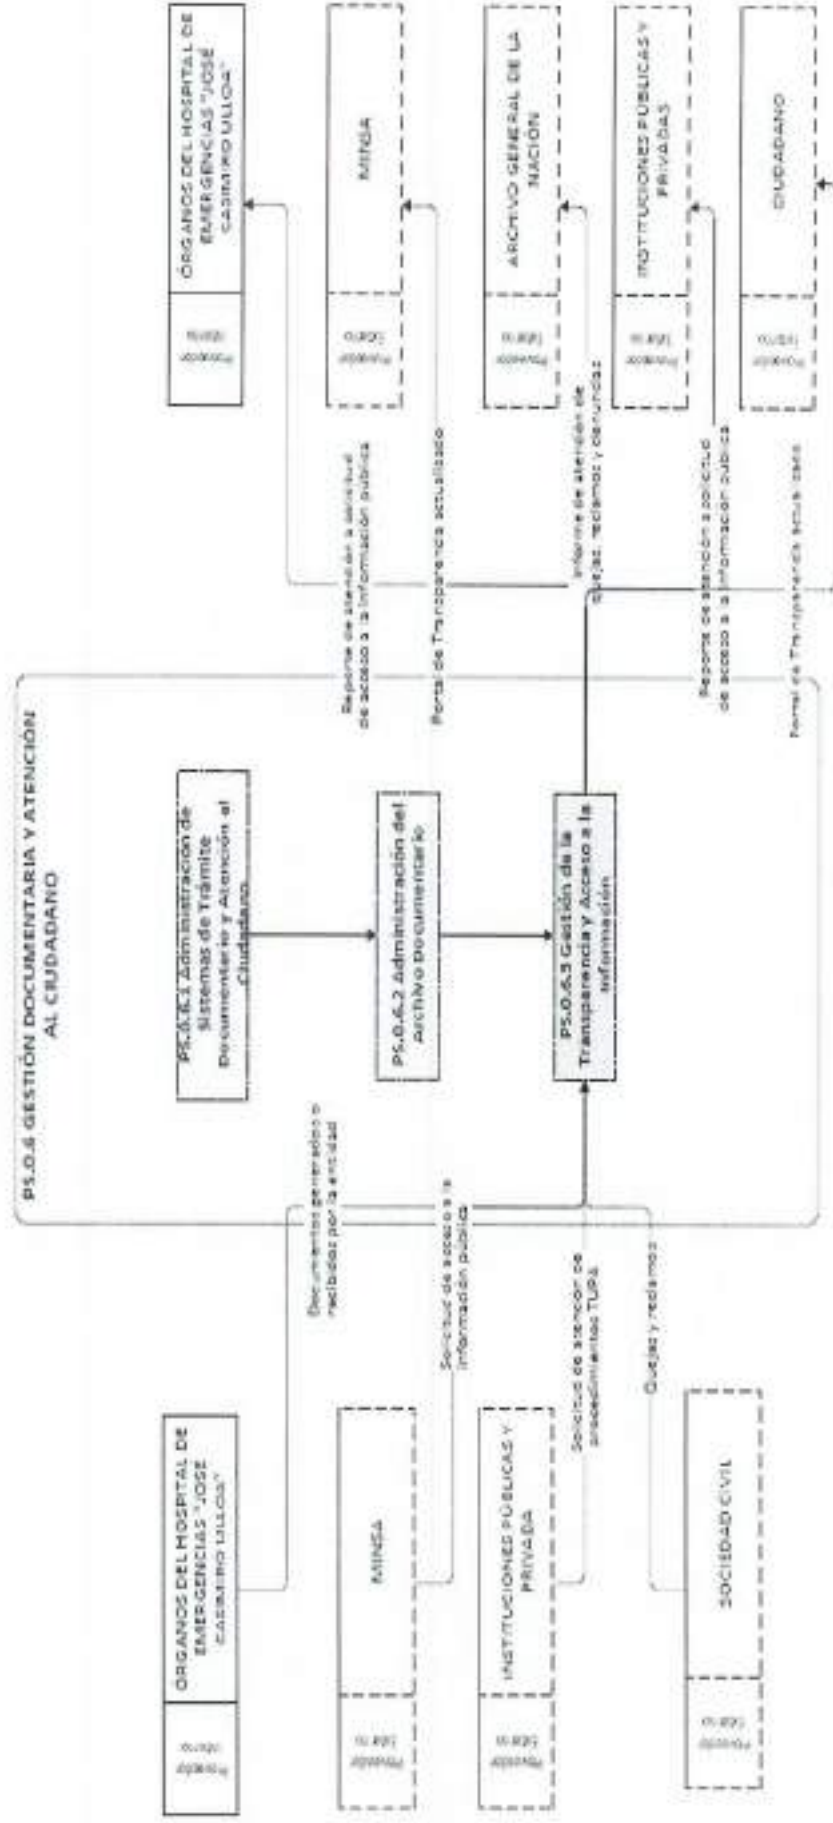 PS.0.6 GESTIÓN DOCUMENTARIA Y ATENCIÓN
AL CIUDADANO
ÓRGANOS DEL HOSPITAL DE
EMERGENCIAS "JOSÉ
CASIMIRO ULLOA"
MINSA
INSTITUCIONES PÚBLICAS Y
PRIVADA
SOCIEDAD CIVIL
Documentos generados o
recibidos por la entidad
Solicitud de acceso a la
información pública
Solicitud de atención de
procedimientos TUPA
Quejas y reclamos
PS.0.6.1 Administración de
Sistemas de Trámite
Documentario y Atención al
Ciudadano
PS.0.6.2 Administración del
Archivo Documentario
PS.0.6.3 Gestión de la
Transparencia y Acceso a la
Información
Reporte de atención a solicitud
de acceso a la información pública
Portal de Transparencia actualizado
Informe de atención de
quejas, reclamos y denuncias
Reporte de atención a solicitud
de acceso a la información pública
Portal de Transparencia actualizado
ÓRGANOS DEL HOSPITAL DE
EMERGENCIAS "JOSÉ
CASIMIRO ULLOA"
MINSA
ARCHIVO GENERAL DE LA
NACIÓN
INSTITUCIONES PÚBLICAS Y
PRIVADAS
CIUDADANO